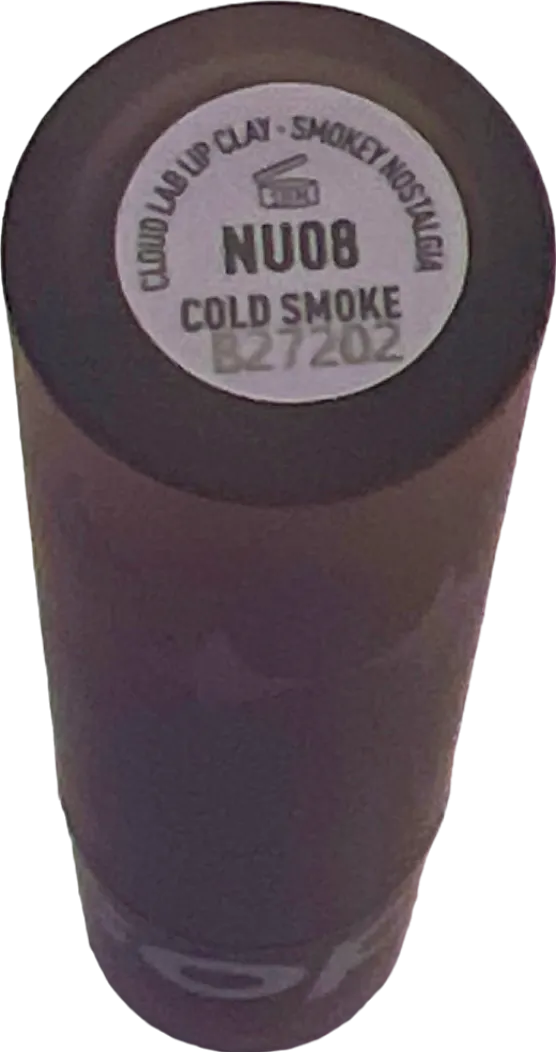 CLOUD LAB LIP CLAY · SMOKEY NOSTALGIA
NU08
COLD SMOKE
B27202